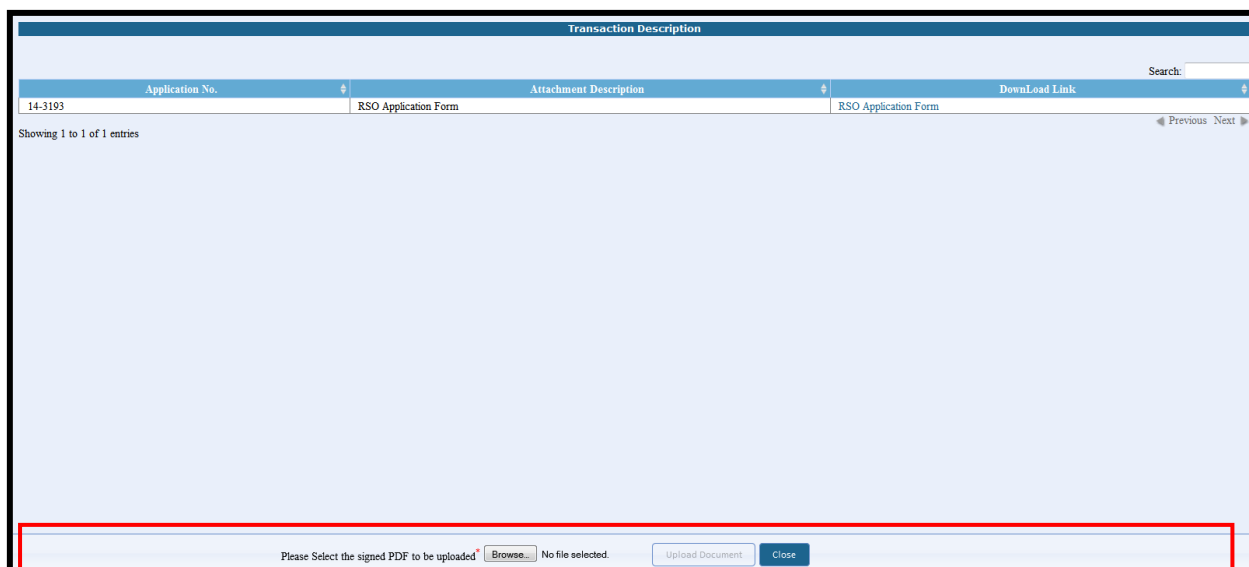 Transaction Description
Search:
Application No. Attachment Description DownLoad Link
14-3193 RSO Application Form RSO Application Form
Previous Next
Showing 1 to 1 of 1 entries
Please Select the signed PDF to be uploaded* Browse... No file selected. Upload Document Close